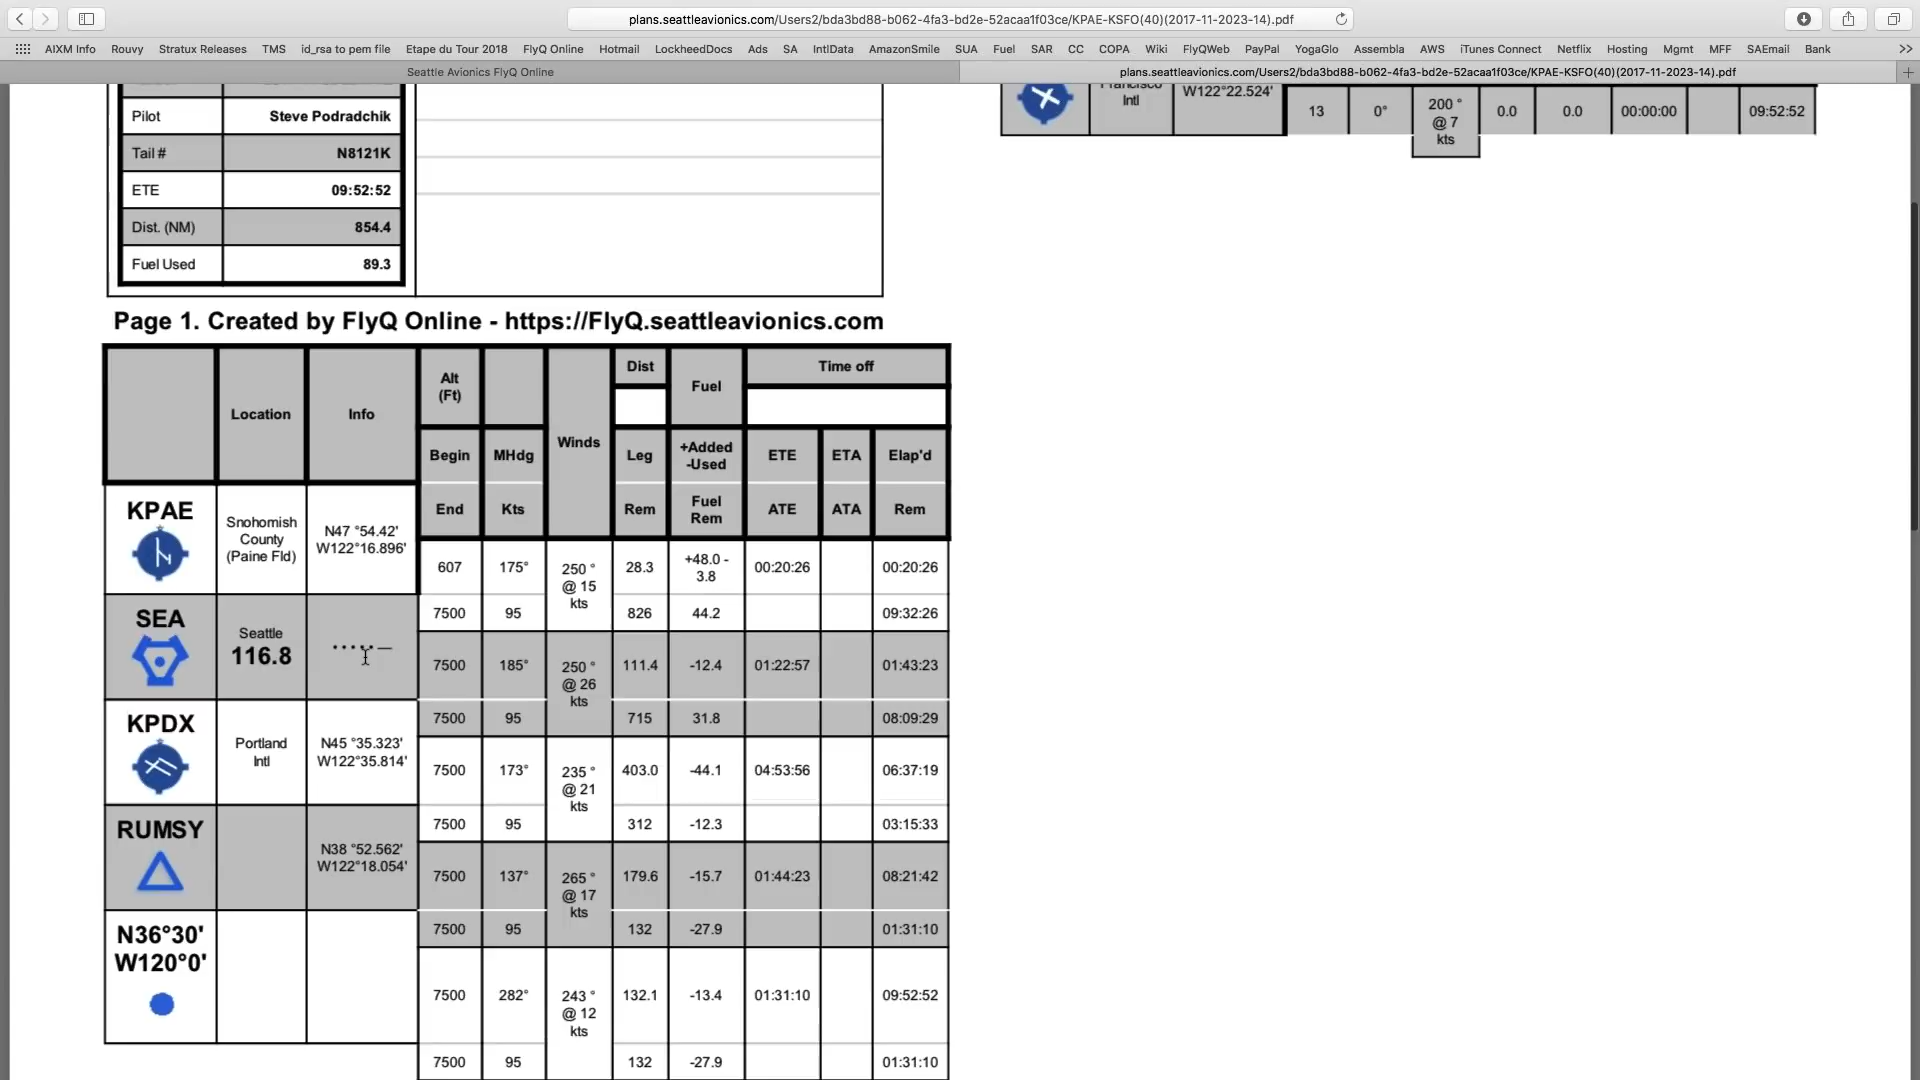 plans.seattleavionics.com/Users2/bda3bd88-b062-4fa3-bd2e-52acaa1f03ce/KPAE-KSFO(40)(2017-11-2023-14).pdf
AIXM Info Rouvy Stratux Releases TMS id_rsa to pem file Etape du Tour 2018 FlyQ Online Hotmail LockheedDocs Ads SA IntlData AmazonSmile SUA Fuel SAR CC COPA Wiki FlyQWeb PayPal YogaGlo Assembla AWS iTunes Connect Netflix Hosting Mgmt MFF SAEmail Bank >>
Seattle Avionics FlyQ Online
plans.seattleavionics.com/Users2/bda3bd88-b062-4fa3-bd2e-52acaa1f03ce/KPAE-KSFO(40)(2017-11-2023-14).pdf
Pilot Steve Podradchik
Tail # N8121K
ETE 09:52:52
Dist. (NM) 854.4
Fuel Used 89.3
Francisco
Intl
W122°22.524'
13 0° 200 ° @ 7 kts 0.0 0.0 00:00:00 09:52:52
Page 1. Created by FlyQ Online - https://FlyQ.seattleavionics.com
Location Info Alt (Ft) Winds Dist Fuel Time off
Begin MHdg Leg +Added -Used ETE ETA Elap'd
End Kts Rem Fuel Rem ATE ATA Rem
KPAE Snohomish County (Paine Fld) N47 °54.42' W122°16.896'
607 175° 250 ° @ 15 kts 28.3 +48.0 - 3.8 00:20:26 00:20:26
7500 95 826 44.2 09:32:26
SEA Seattle 116.8
7500 185° 250 ° @ 26 kts 111.4 -12.4 01:22:57 01:43:23
7500 95 715 31.8 08:09:29
KPDX Portland Intl N45 °35.323' W122°35.814'
7500 173° 235 ° @ 21 kts 403.0 -44.1 04:53:56 06:37:19
7500 95 312 -12.3 03:15:33
RUMSY N38 °52.562' W122°18.054'
7500 137° 265 ° @ 17 kts 179.6 -15.7 01:44:23 08:21:42
7500 95 132 -27.9 01:31:10
N36°30' W120°0'
7500 282° 243 ° @ 12 kts 132.1 -13.4 01:31:10 09:52:52
7500 95 132 -27.9 01:31:10